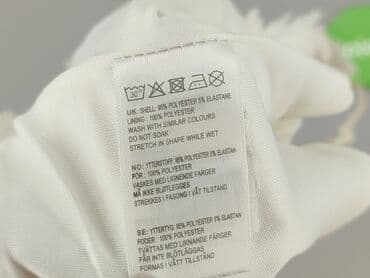 30°
UK: SHELL: 95% POLYESTER 5% ELASTANE
LINING: 100% POLYESTER
WASH WITH SIMILAR COLOURS
DO NOT SOAK
STRETCH IN SHAPE WHILE WET
NO: YTTERSTOFF: 95% POLYESTER 5% ELASTAN
FÔR: 100% POLYESTER
VASKES MED LIGNENDE FARGER
MÅ IKKE BLØTLEGGES
STREKKES I FASONG I VÅT TILSTAND
SE: YTTERTYG: 95% POLYESTER 5% ELASTAN
FODER: 100% POLYESTER
TVÄTTAS MED LIKNANDE FÄRGER
FÅR INTE BLÖTLÄGGAS
FORMAS I VÅTT TILLSTÅND